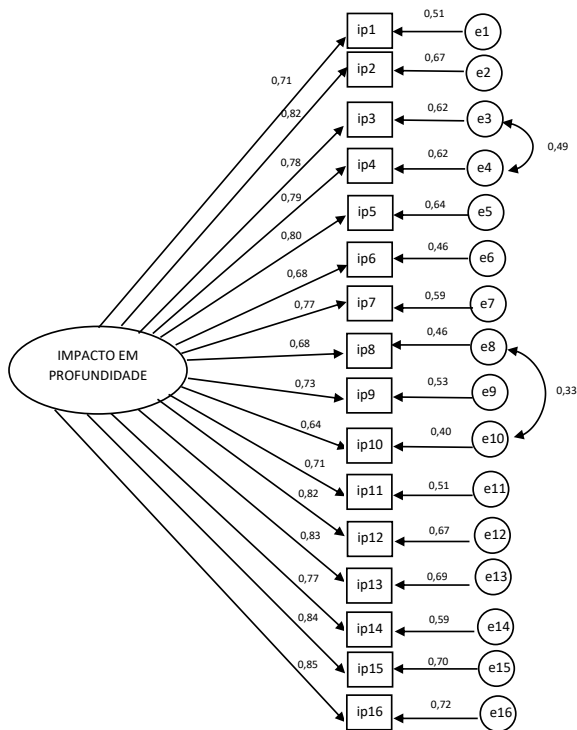 ip1
0,51
e1
0,71
ip2
0,67
e2
0,82
ip3
0,62
e3
0,78
0,49
ip4
0,62
e4
0,79
ip5
0,64
e5
0,80
ip6
0,46
e6
0,68
ip7
0,59
e7
0,77
IMPACTO EM
PROFUNDIDADE
ip8
0,46
e8
0,68
0,33
ip9
0,53
e9
0,73
ip10
0,40
e10
0,64
ip11
0,51
e11
0,71
ip12
0,67
e12
0,82
ip13
0,69
e13
0,83
ip14
0,59
e14
0,77
ip15
0,70
e15
0,84
ip16
0,72
e16
0,85